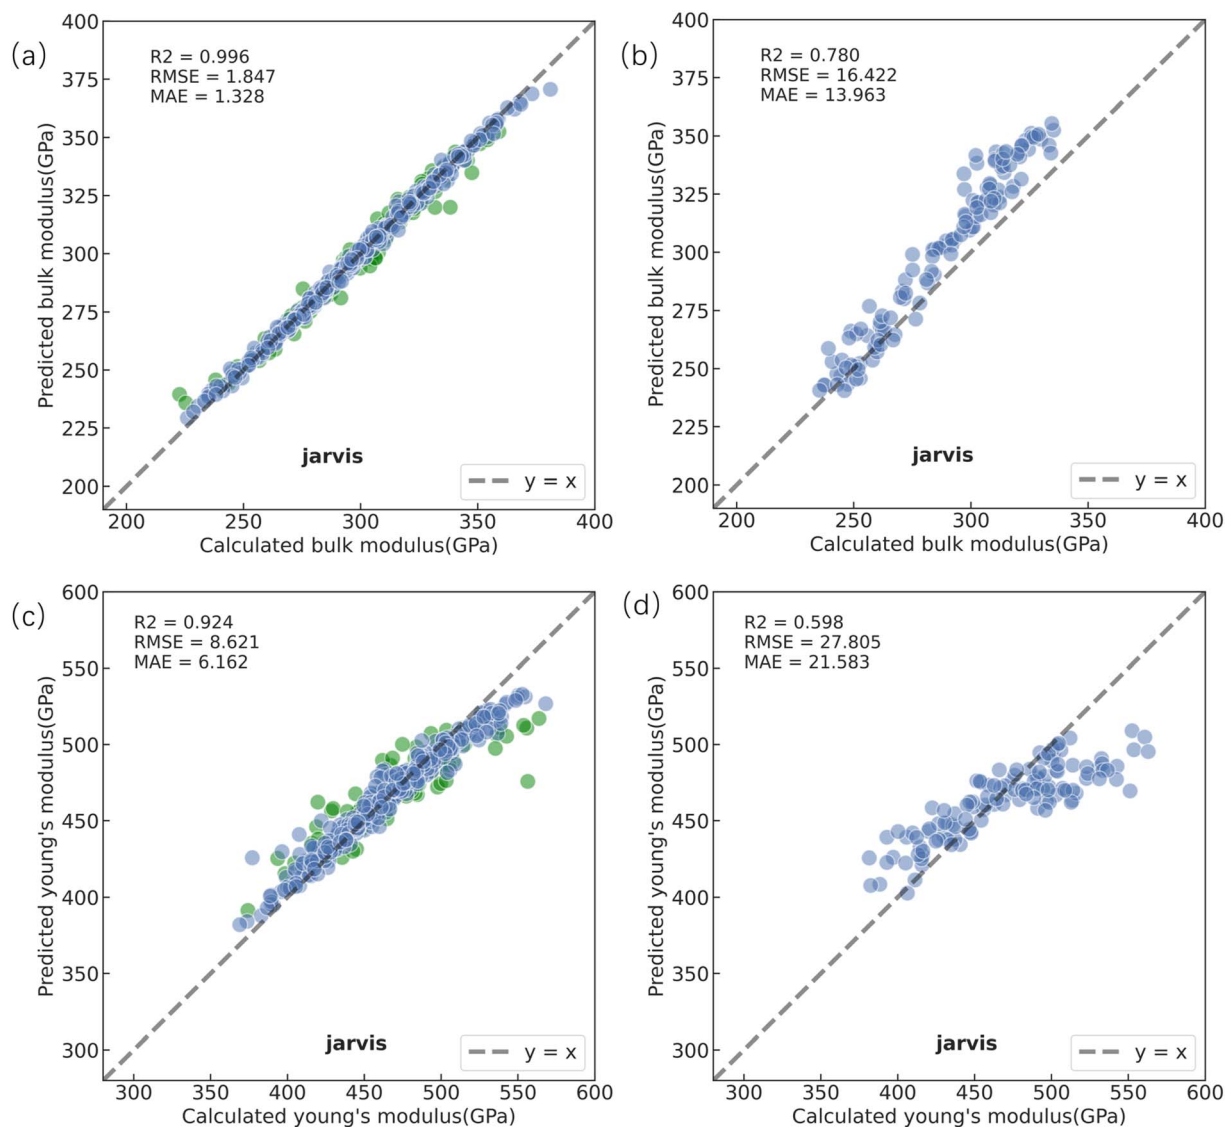 (a)
R2 = 0.996
RMSE = 1.847
MAE = 1.328
400
375
350
325
300
275
250
225
200
Predicted bulk modulus(GPa)
jarvis
y = x
200
250
300
350
400
Calculated bulk modulus(GPa)
(b)
R2 = 0.780
RMSE = 16.422
MAE = 13.963
400
375
350
325
300
275
250
225
200
Predicted bulk modulus(GPa)
jarvis
y = x
200
250
300
350
400
Calculated bulk modulus(GPa)
(c)
R2 = 0.924
RMSE = 8.621
MAE = 6.162
600
550
500
450
400
350
300
Predicted young's modulus(GPa)
jarvis
y = x
300
350
400
450
500
550
600
Calculated young's modulus(GPa)
(d)
R2 = 0.598
RMSE = 27.805
MAE = 21.583
600
550
500
450
400
350
300
Predicted young's modulus(GPa)
jarvis
y = x
300
350
400
450
500
550
600
Calculated young's modulus(GPa)